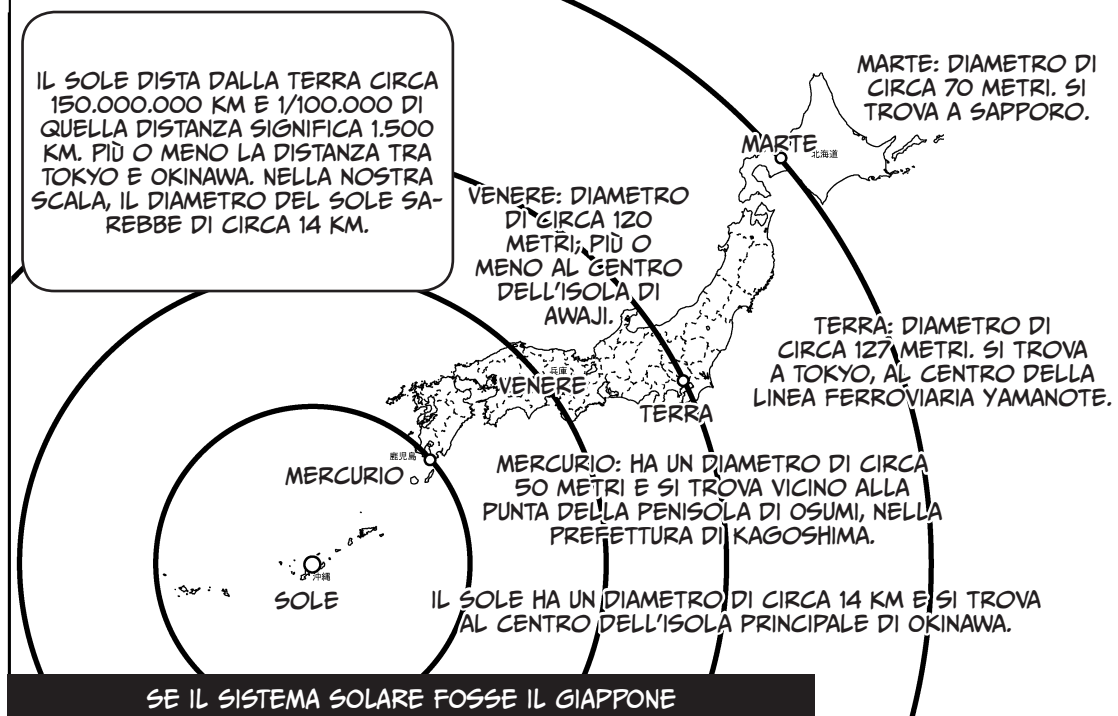 IL SOLE DISTA DALLA TERRA CIRCA
150.000.000 KM E 1/100.000 DI
QUELLA DISTANZA SIGNIFICA 1.500
KM. PIÙ O MENO LA DISTANZA TRA
TOKYO E OKINAWA. NELLA NOSTRA
SCALA, IL DIAMETRO DEL SOLE SA-
REBBE DI CIRCA 14 KM.
MARTE: DIAMETRO DI
CIRCA 70 METRI. SI
TROVA A SAPPORO.
MARTE
北海道
VENERE: DIAMETRO
DI CIRCA 120
METRI; PIÙ O
MENO AL CENTRO
DELL'ISOLA DI
AWAJI.
TERRA: DIAMETRO DI
CIRCA 127 METRI. SI TROVA
A TOKYO, AL CENTRO DELLA
LINEA FERROVIARIA YAMANOTE.
兵庫
VENERE
TERRA
鹿児島
MERCURIO
MERCURIO: HA UN DIAMETRO DI CIRCA
50 METRI E SI TROVA VICINO ALLA
PUNTA DELLA PENISOLA DI OSUMI, NELLA
PREFETTURA DI KAGOSHIMA.
沖縄
SOLE
IL SOLE HA UN DIAMETRO DI CIRCA 14 KM E SI TROVA
AL CENTRO DELL'ISOLA PRINCIPALE DI OKINAWA.
SE IL SISTEMA SOLARE FOSSE IL GIAPPONE